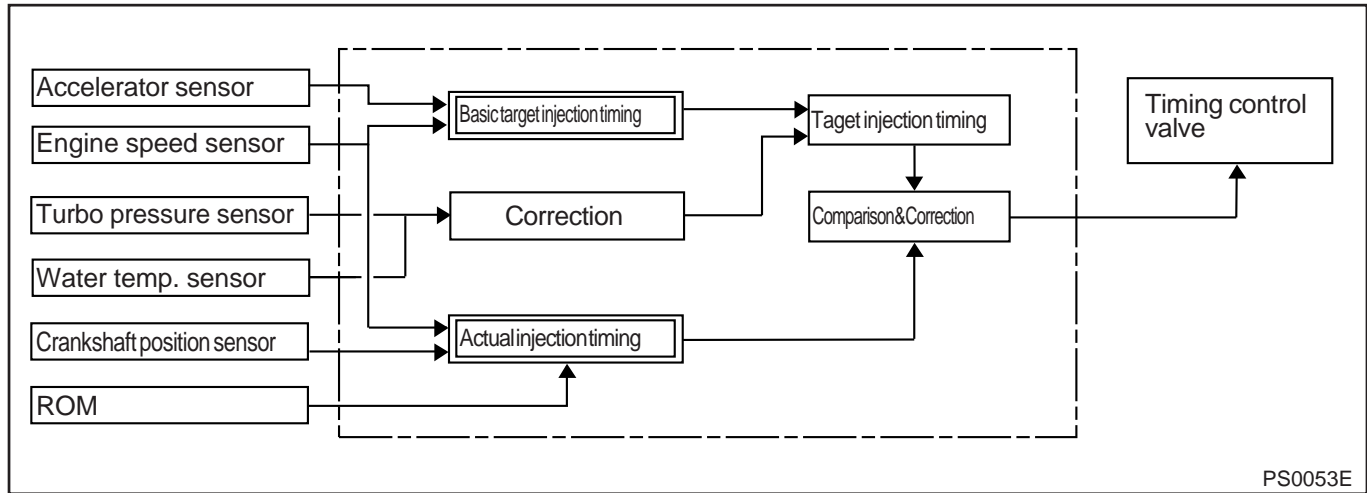 Accelerator sensor
Engine speed sensor
Turbo pressure sensor
Water temp. sensor
Crankshaft position sensor
ROM
Basic target injection timing
Correction
Actual injection timing
Taget injection timing
Comparison&Correction
Timing control
valve
PS0053E